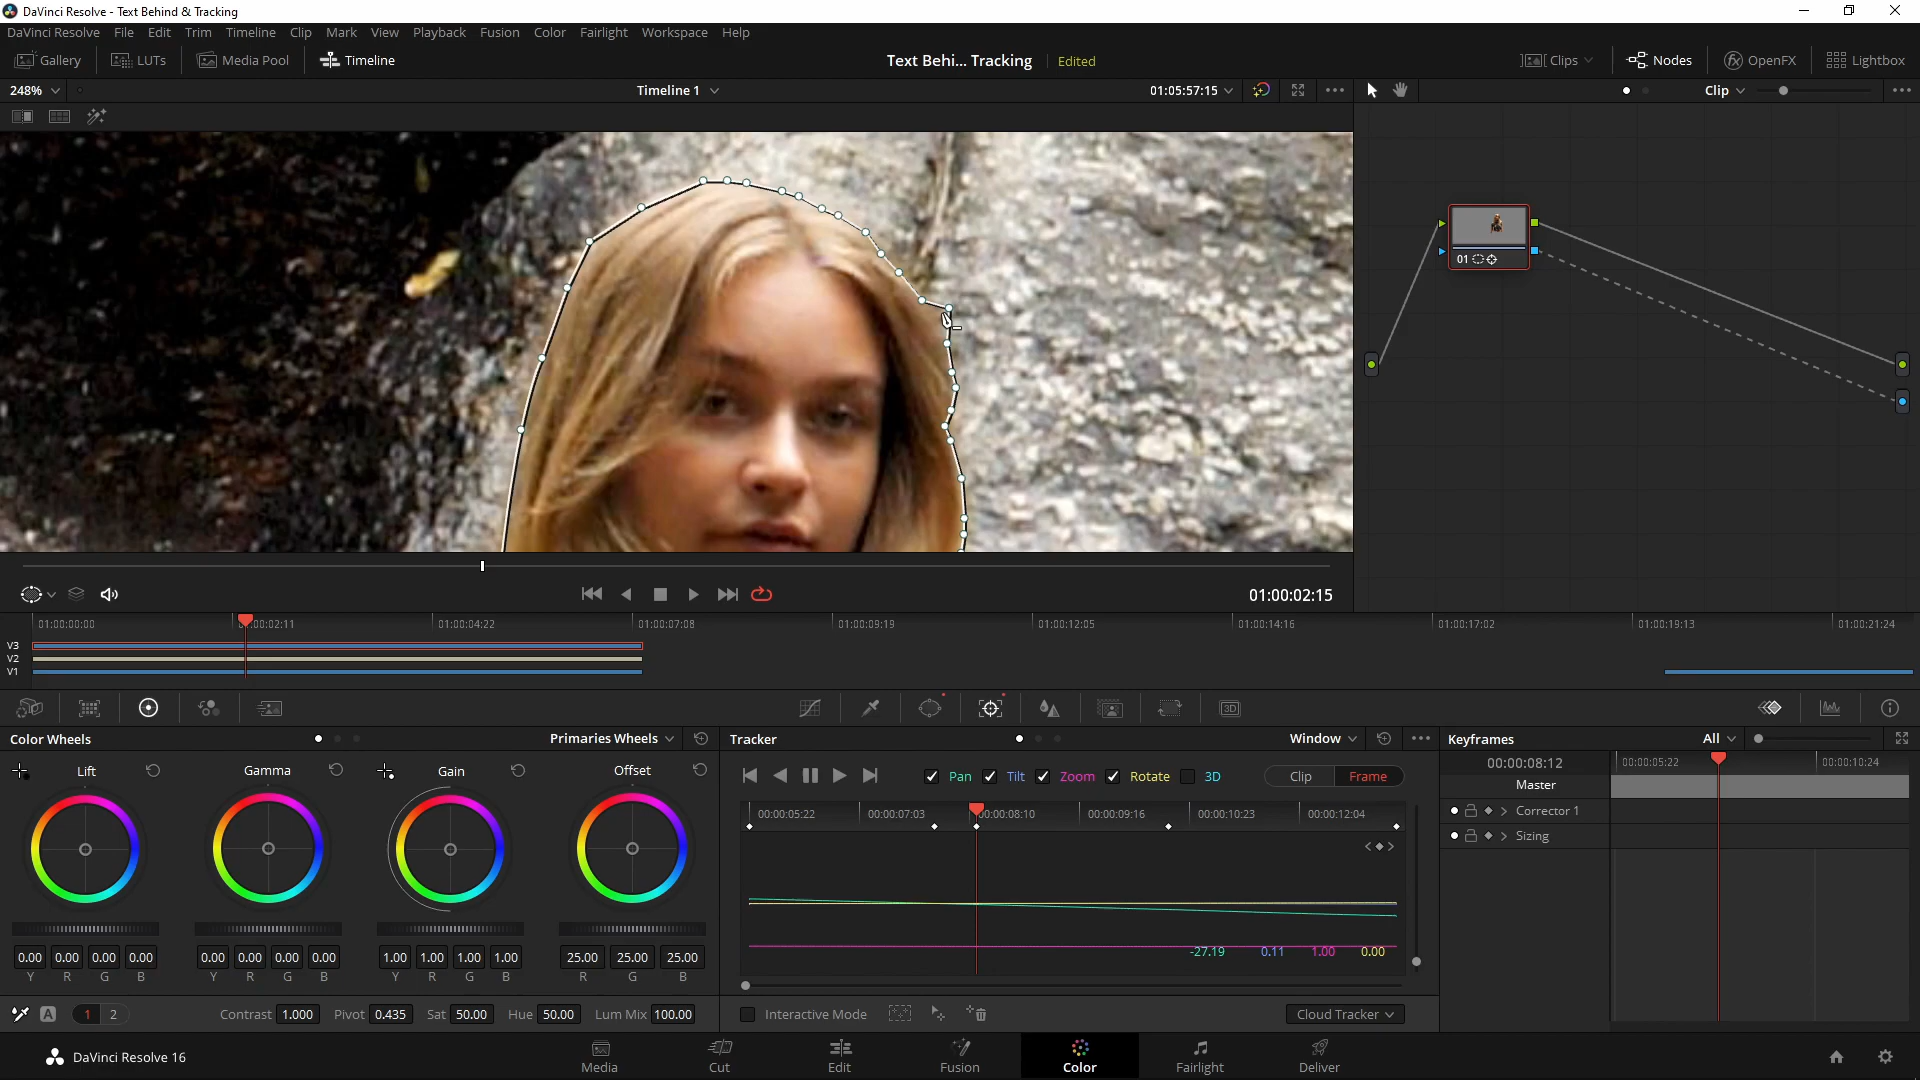 DaVinci Resolve - Text Behind & Tracking
DaVinci Resolve File Edit Trim Timeline Clip Mark View Playback Fusion Color Fairlight Workspace Help
Gallery LUTs Media Pool Timeline Text Behi... Tracking Edited Clips Nodes OpenFX Lightbox
248% Timeline 1 01:05:57:15 Clip
01
01:00:02:15
01:00:00:00 :00:02:11 01:00:04:22 01:00:07:08 01:00:09:19 01:00:12:05 01:00:14:16 01:00:17:02 01:00:19:13 01:00:21:24
V3
V2
V1
3D
Color Wheels Primaries Wheels Tracker Window Keyframes All
Lift Gamma Gain Offset
Pan Tilt Zoom Rotate 3D Clip Frame
00:00:08:12 00:00:05:22 00:00:10:24
Master
Corrector 1
Sizing
00:00:05:22 00:00:07:03 00:00:08:10 00:00:09:16 00:00:10:23 00:00:12:04
-27.19 0.11 1.00 0.00
0.00 0.00 0.00 0.00 0.00 0.00 0.00 0.00 1.00 1.00 1.00 1.00 25.00 25.00 25.00
Y R G B Y R G B Y R G B R G B
A 1 2 Contrast 1.000 Pivot 0.435 Sat 50.00 Hue 50.00 Lum Mix 100.00
Interactive Mode Cloud Tracker
DaVinci Resolve 16 Media Cut Edit Fusion Color Fairlight Deliver